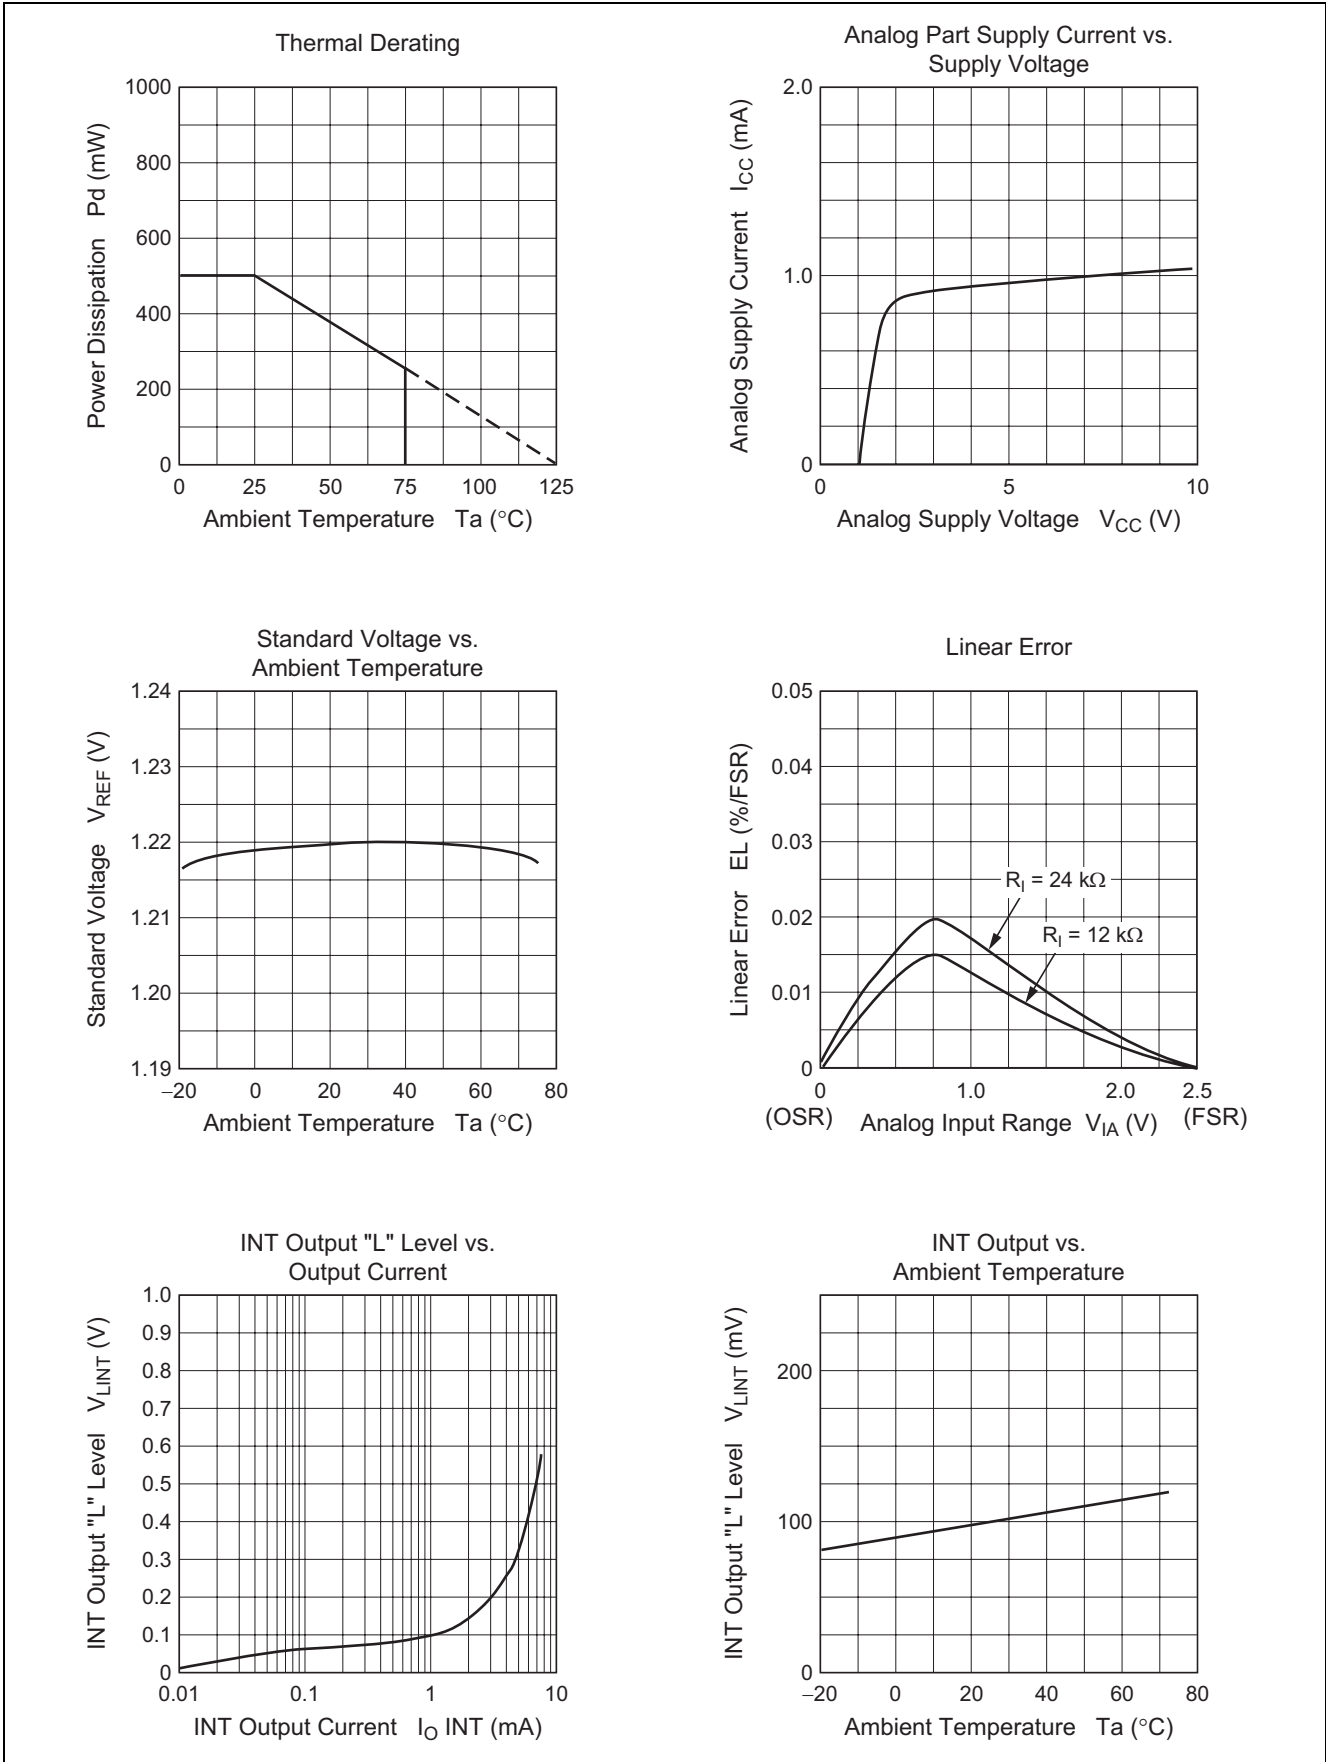 Thermal Derating
1000
800
600
400
200
0
Power Dissipation Pd (mW)
0 25 50 75 100 125
Ambient Temperature Ta (°C)
Analog Part Supply Current vs.
Supply Voltage
2.0
1.0
0
Analog Supply Current ICC (mA)
0 5 10
Analog Supply Voltage VCC (V)
Standard Voltage vs.
Ambient Temperature
1.24
1.23
1.22
1.21
1.20
1.19
Standard Voltage VREF (V)
–20 0 20 40 60 80
Ambient Temperature Ta (°C)
Linear Error
0.05
0.04
0.03
0.02
0.01
0
Linear Error EL (%/FSR)
RI = 24 kΩ
RI = 12 kΩ
0 1.0 2.0 2.5
(OSR) Analog Input Range VIA (V) (FSR)
INT Output "L" Level vs.
Output Current
1.0
0.9
0.8
0.7
0.6
0.5
0.4
0.3
0.2
0.1
0
INT Output "L" Level VLINT (V)
0.01 0.1 1 10
INT Output Current IO INT (mA)
INT Output vs.
Ambient Temperature
200
100
0
INT Output "L" Level VLINT (mV)
–20 0 20 40 60 80
Ambient Temperature Ta (°C)